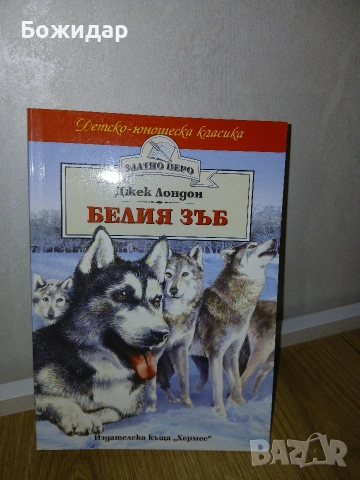 Божидар
Детско-юношеска класика
ЗЛАТНО ПЕРО
Джек Лондон
БЕЛИЯ ЗЪБ
Издателска къща „Хермес“
BAZAR